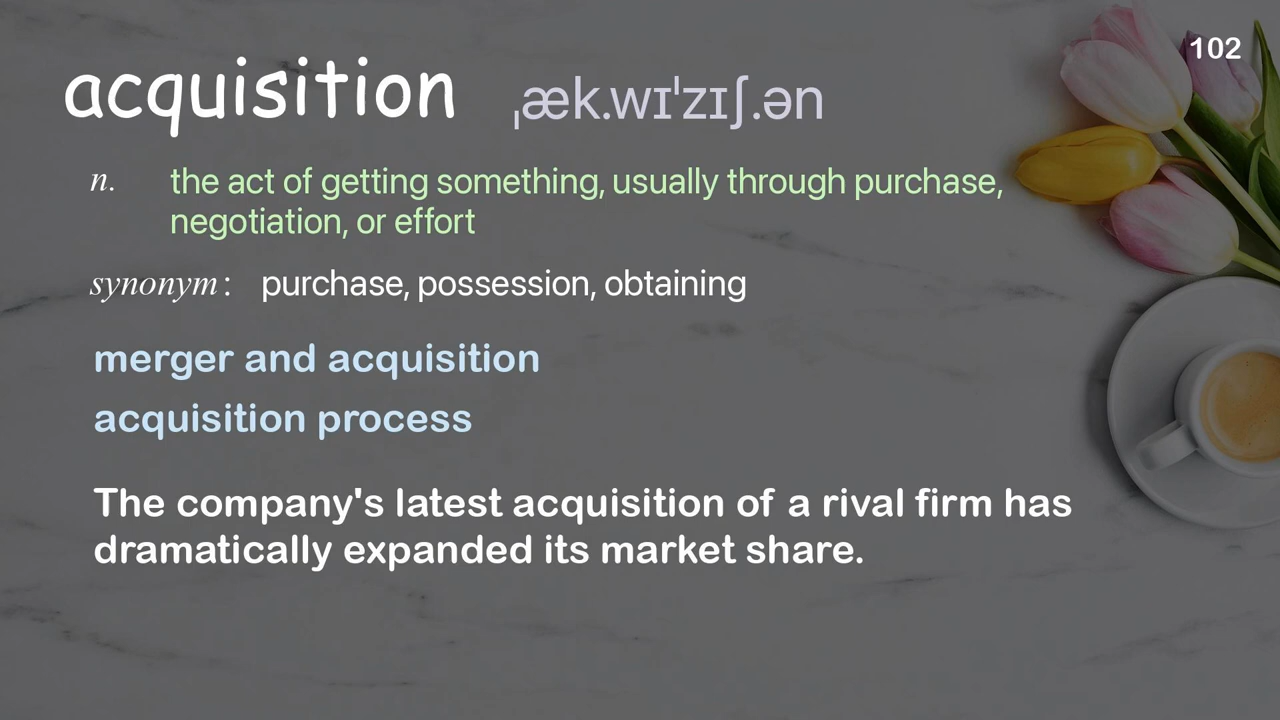 102
acquisition ˌæk.wɪˈzɪʃ.ən
n. the act of getting something, usually through purchase,
negotiation, or effort
synonym: purchase, possession, obtaining
merger and acquisition
acquisition process
The company's latest acquisition of a rival firm has
dramatically expanded its market share.